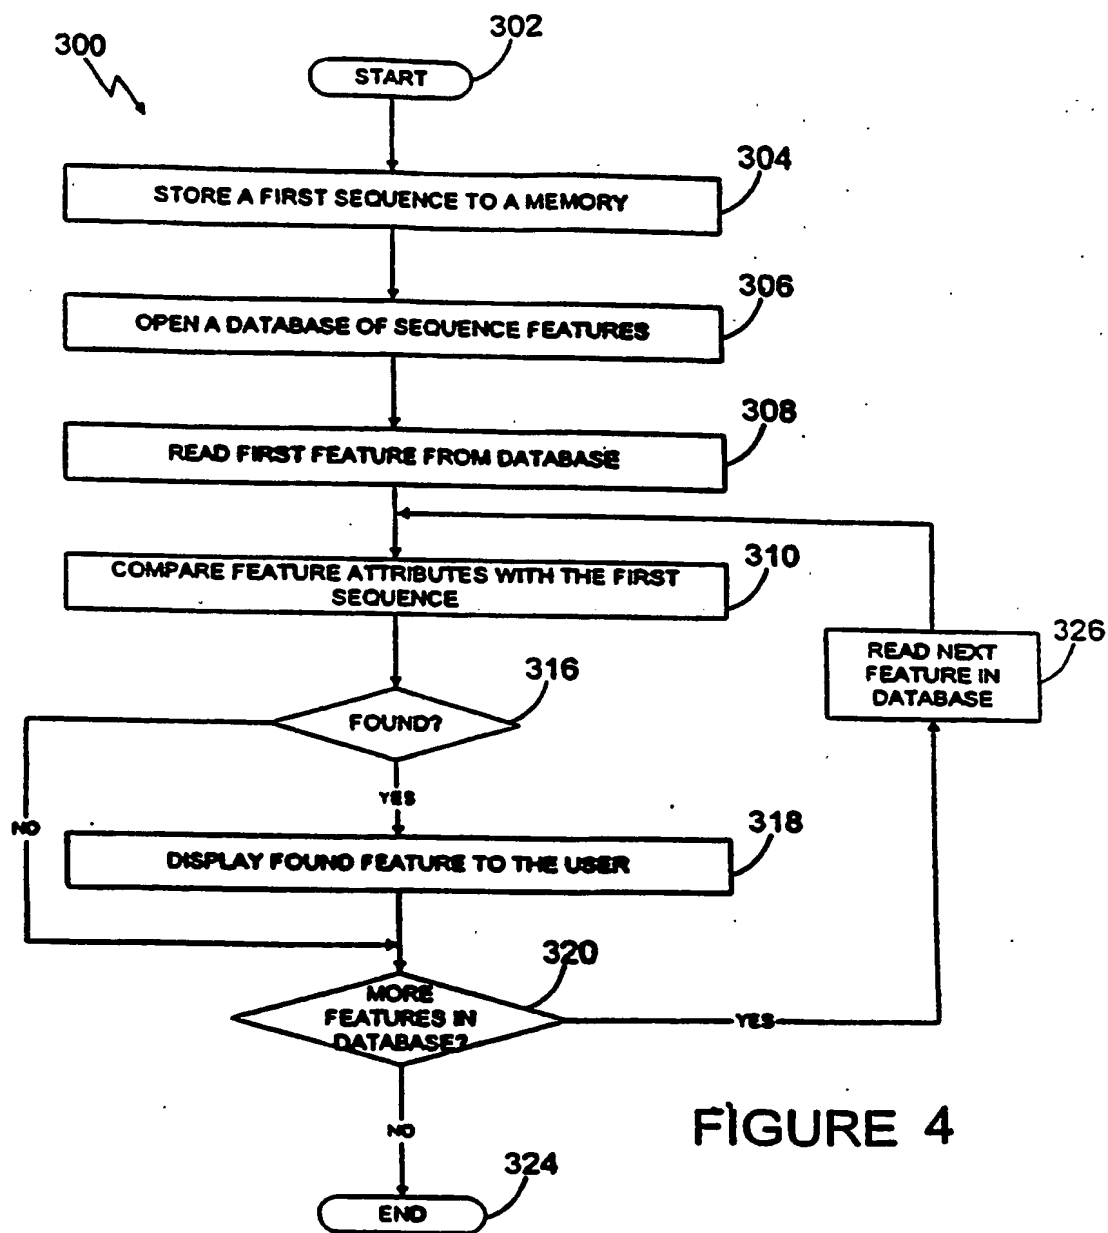 300
302
START
304
STORE A FIRST SEQUENCE TO A MEMORY
306
OPEN A DATABASE OF SEQUENCE FEATURES
308
READ FIRST FEATURE FROM DATABASE
310
COMPARE FEATURE ATTRIBUTES WITH THE FIRST
SEQUENCE
326
READ NEXT
FEATURE IN
DATABASE
316
FOUND?
YES
NO
318
DISPLAY FOUND FEATURE TO THE USER
320
MORE
FEATURES IN
DATABASE?
YES
NO
FIGURE 4
324
END